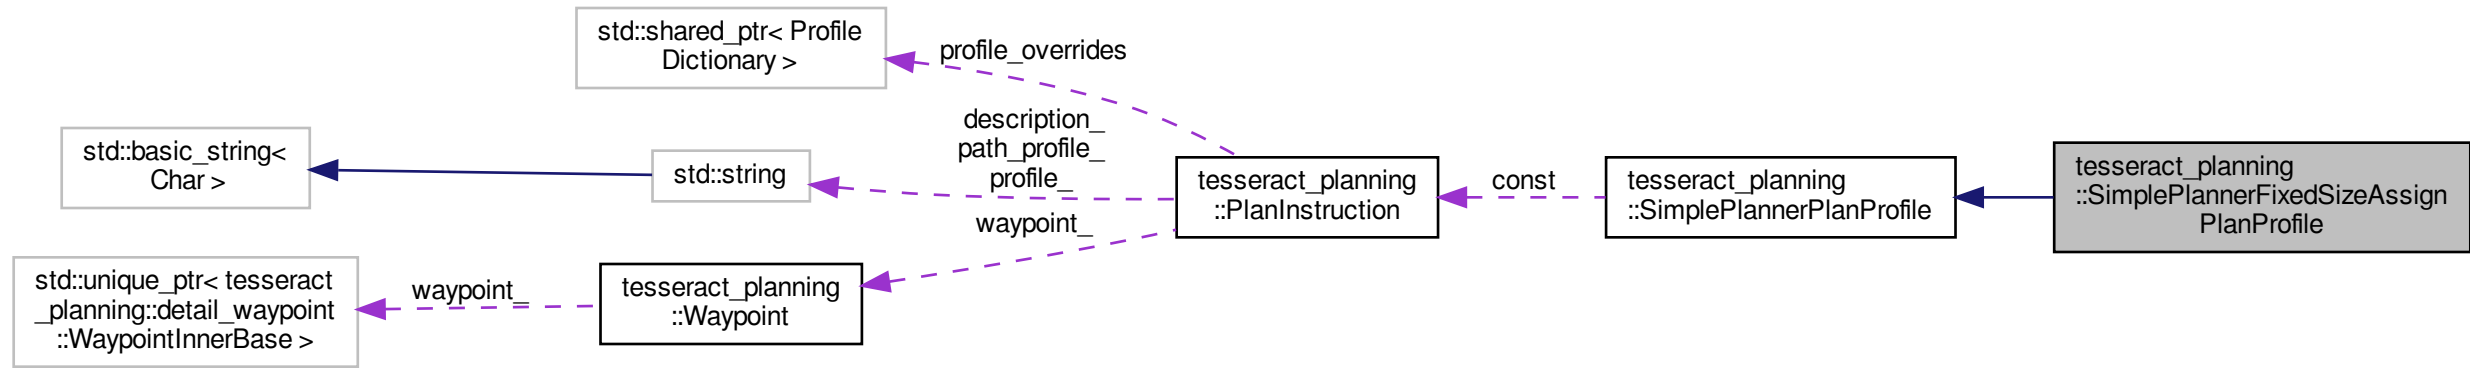 std::shared_ptr< Profile
Dictionary >
profile_overrides
std::basic_string<
Char >
std::string
description_
path_profile_
profile_
tesseract_planning
::PlanInstruction
const
tesseract_planning
::SimplePlannerPlanProfile
tesseract_planning
::SimplePlannerFixedSizeAssign
PlanProfile
waypoint_
std::unique_ptr< tesseract
_planning::detail_waypoint
::WaypointInnerBase >
waypoint_
tesseract_planning
::Waypoint